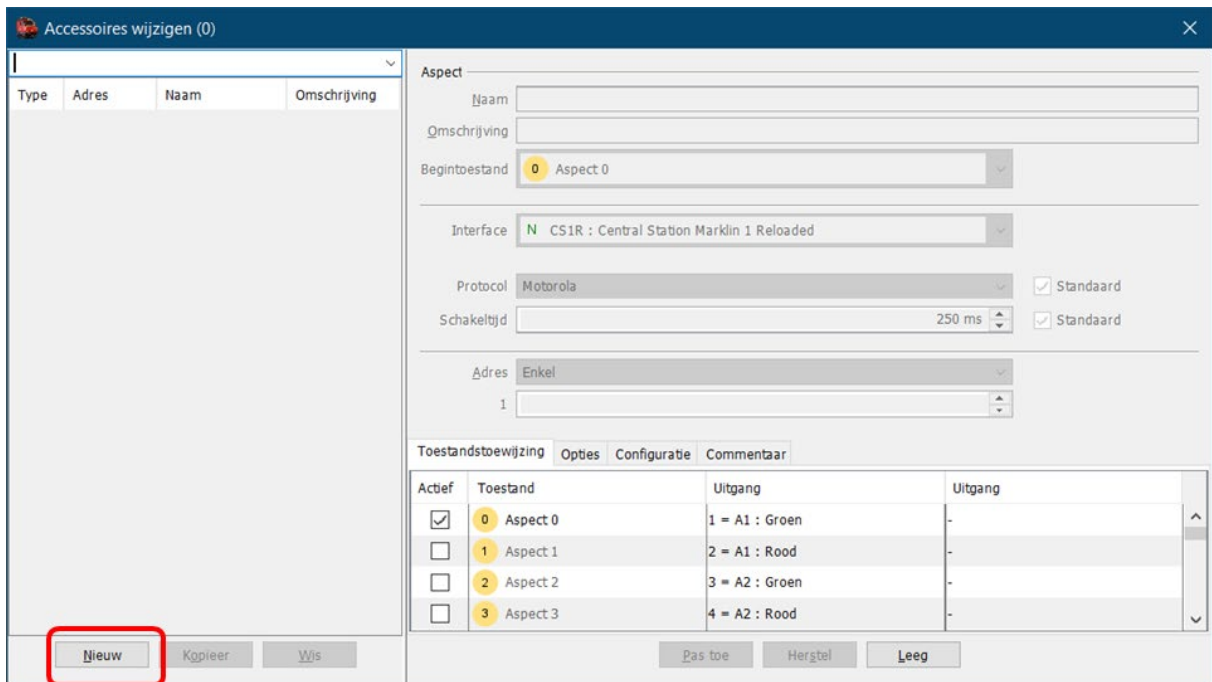 Accessoires wijzigen (0)
Type Adres Naam Omschrijving
Aspect
Naam
Omschrijving
Begintoestand 0 Aspect 0
Interface N CS1R : Central Station Marklin 1 Reloaded
Protocol Motorola Standaard
Schakeltijd 250 ms Standaard
Adres Enkel
1
Toestandstoewijzing Opties Configuratie Commentaar
Actief Toestand Uitgang Uitgang
0 Aspect 0 1 = A1 : Groen -
1 Aspect 1 2 = A1 : Rood -
2 Aspect 2 3 = A2 : Groen -
3 Aspect 3 4 = A2 : Rood -
Nieuw Kopieer Wis Pas toe Herstel Leeg